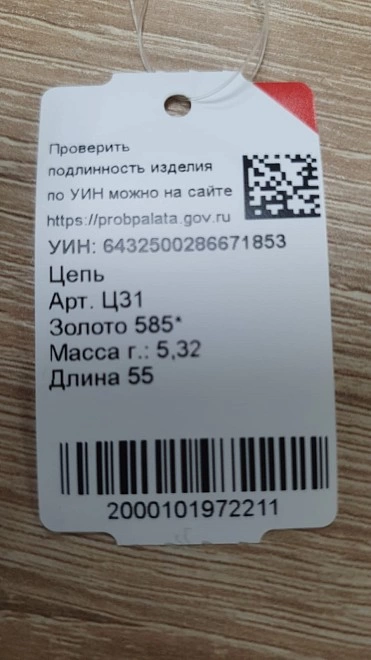 Проверить
подлинность изделия
по УИН можно на сайте
https://probpalata.gov.ru
УИН: 6432500286671853
Цепь
Арт. Ц31
Золото 585*
Масса г.: 5,32
Длина 55
2000101972211